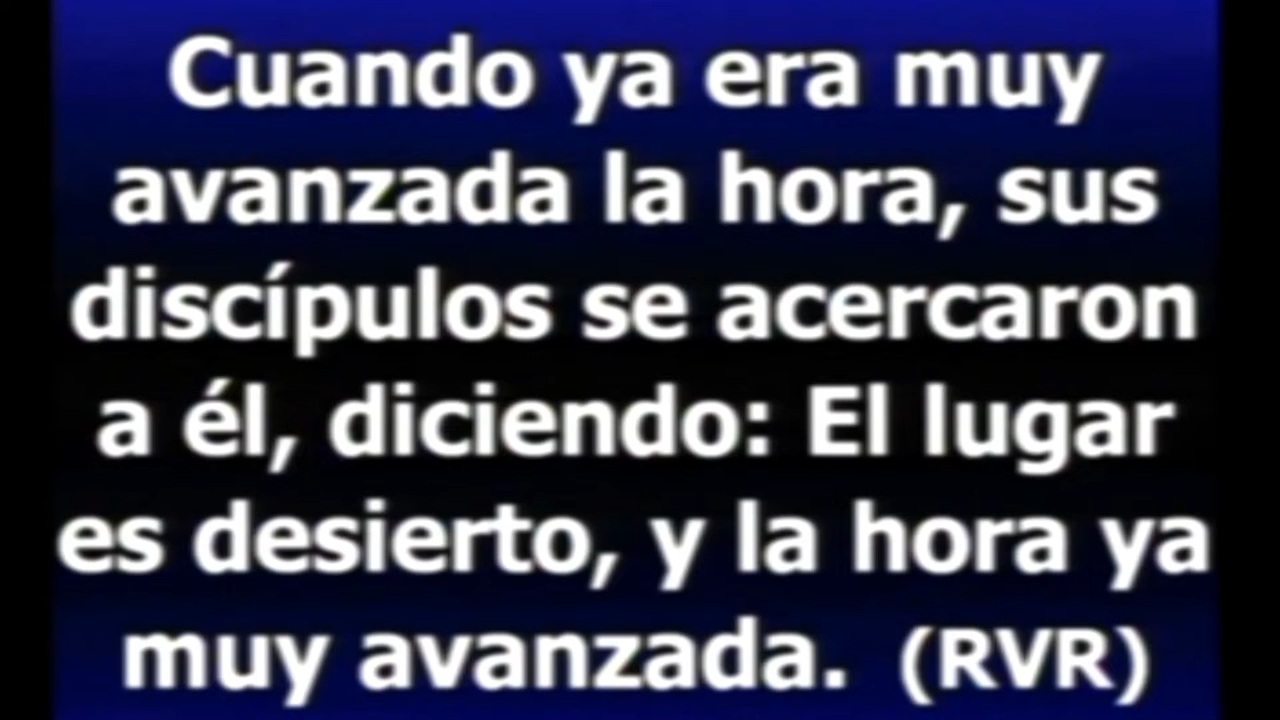 Cuando ya era muy
avanzada la hora, sus
discípulos se acercaron
a él, diciendo: El lugar
es desierto, y la hora ya
muy avanzada. (RVR)